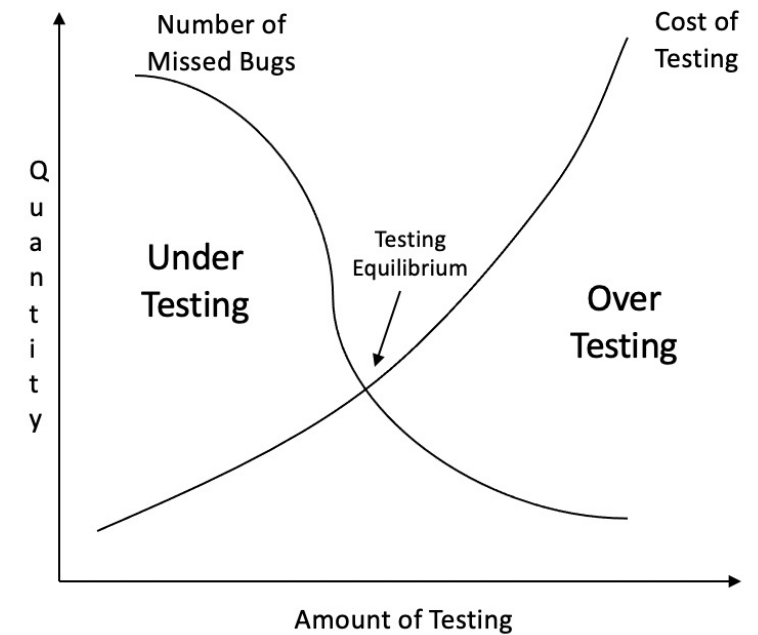 Number of
Missed Bugs
Cost of
Testing
Q
u
a
n
t
i
t
y
Under
Testing
Testing
Equilibrium
Over
Testing
Amount of Testing